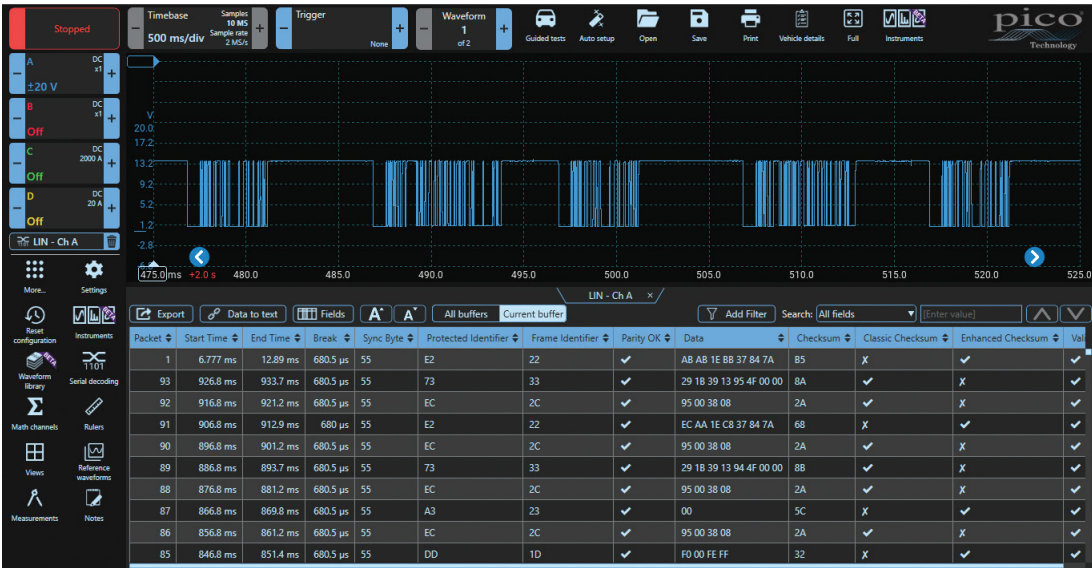 Stopped
Timebase Samples 10 MS
500 ms/div Sample rate 2 MS/s
Trigger
None
Waveform
1
of 2
Guided tests Auto setup Open Save Print Vehicle details Full Instruments
pico
Technology
A DC x1
±20 V
B DC x1
Off
C DC 2000 A
Off
D DC 20 A
Off
LIN - Ch A
More... Settings
Reset configuration Instruments
Waveform library BETA Serial decoding
Math channels Rulers
Views Reference waveforms
Measurements Notes
V
20.0
17.2
13.2
9.2
5.2
1.2
-2.8
475.0 ms +2.0 s 480.0 485.0 490.0 495.0 500.0 505.0 510.0 515.0 520.0 525.0
LIN - Ch A ×
Export Data to text Fields A A All buffers Current buffer Add Filter Search: All fields [Enter value]
Packet Start Time End Time Break Sync Byte Protected Identifier Frame Identifier Parity OK Data Checksum Classic Checksum Enhanced Checksum Vali
1 6.777 ms 12.89 ms 680.5 µs 55 E2 22 ✓ AB AB 1E BB 37 84 7A B5 ✗ ✓ ✓
93 926.8 ms 933.7 ms 680.5 µs 55 73 33 ✓ 29 1B 39 13 95 4F 00 00 8A ✓ ✗ ✓
92 916.8 ms 921.2 ms 680.5 µs 55 EC 2C ✓ 95 00 38 08 2A ✓ ✗ ✓
91 906.8 ms 912.9 ms 680 µs 55 E2 22 ✓ EC AA 1E C8 37 84 7A 68 ✗ ✓ ✓
90 896.8 ms 901.2 ms 680.5 µs 55 EC 2C ✓ 95 00 38 08 2A ✓ ✗ ✓
89 886.8 ms 893.7 ms 680.5 µs 55 73 33 ✓ 29 1B 39 13 94 4F 00 00 8B ✓ ✗ ✓
88 876.8 ms 881.2 ms 680.5 µs 55 EC 2C ✓ 95 00 38 08 2A ✓ ✗ ✓
87 866.8 ms 869.8 ms 680.5 µs 55 A3 23 ✓ 00 5C ✗ ✓ ✓
86 856.8 ms 861.2 ms 680.5 µs 55 EC 2C ✓ 95 00 38 08 2A ✓ ✗ ✓
85 846.8 ms 851.4 ms 680.5 µs 55 DD 1D ✓ F0 00 FE FF 32 ✗ ✓ ✓